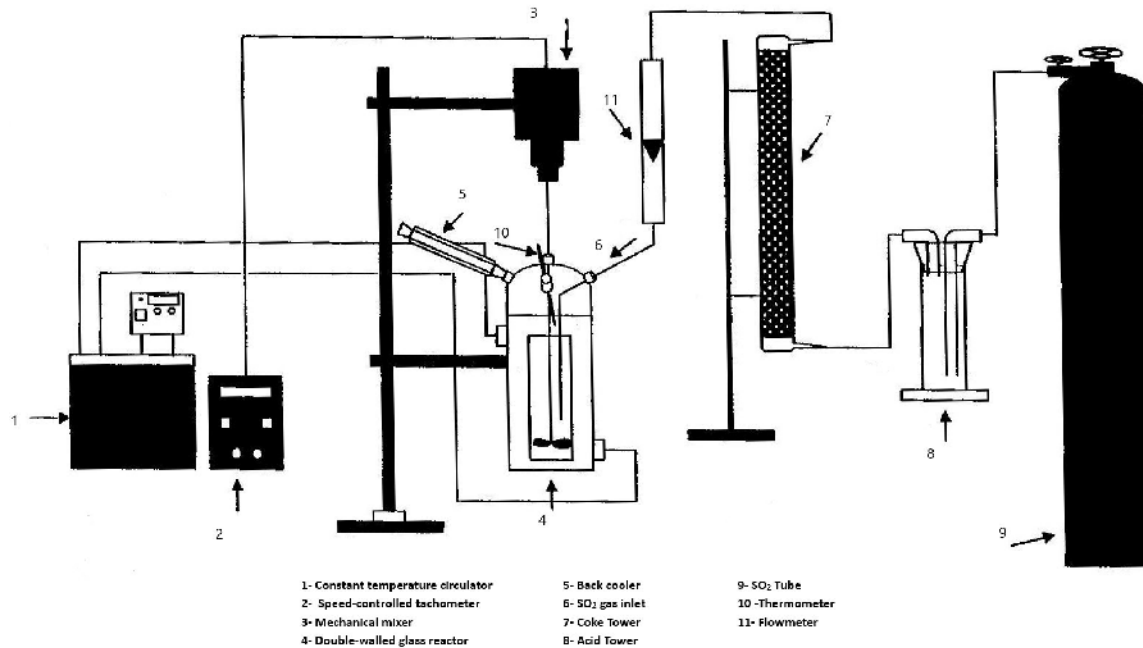 3
11
7
5
10
6
1
2
4
8
9
1- Constant temperature circulator
2- Speed-controlled tachometer
3- Mechanical mixer
4- Double-walled glass reactor
5- Back cooler
6- SO₂ gas inlet
7- Coke Tower
8- Acid Tower
9- SO₂ Tube
10 -Thermometer
11- Flowmeter